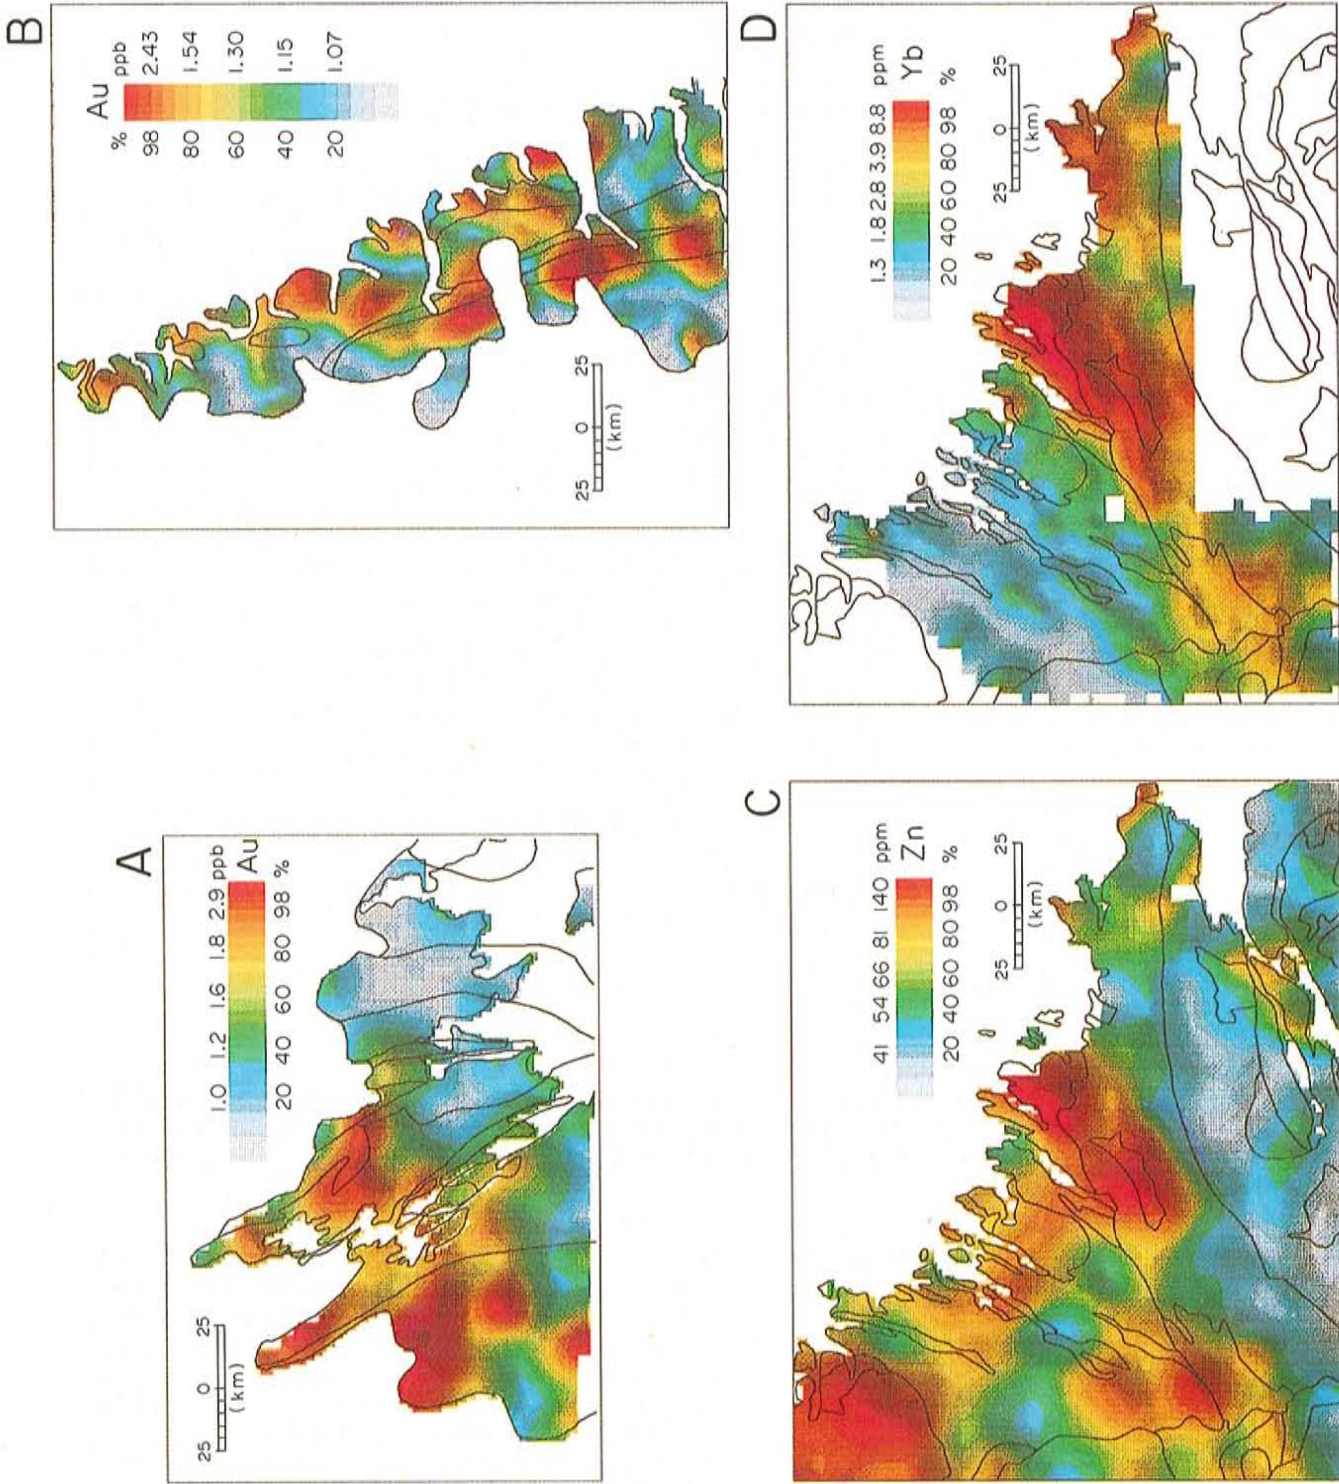 A
1.0 1.2 1.6 1.8 2.9 ppb
Au
20 40 60 80 98 %
25 0 25
(km)
B
Au
% ppb
98 2.43
80 1.54
60 1.30
40 1.15
20 1.07
25 0 25
(km)
C
41 54 66 81 140 ppm
Zn
20 40 60 80 98 %
25 0 25
(km)
D
1.3 1.8 2.8 3.9 8.8 ppm
Yb
20 40 60 80 98 %
25 0 25
(km)